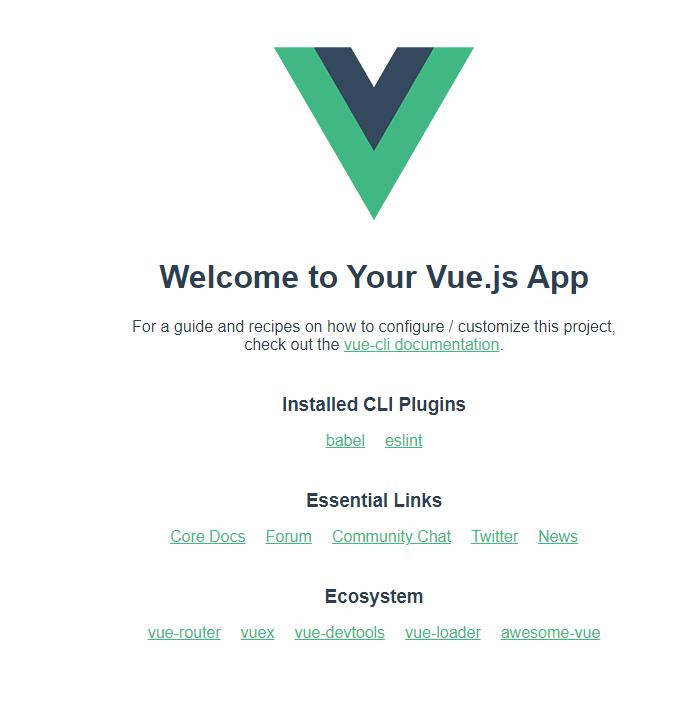 Welcome to Your Vue.js App
For a guide and recipes on how to configure / customize this project,
check out the vue-cli documentation.
Installed CLI Plugins
babel eslint
Essential Links
Core Docs Forum Community Chat Twitter News
Ecosystem
vue-router vuex vue-devtools vue-loader awesome-vue